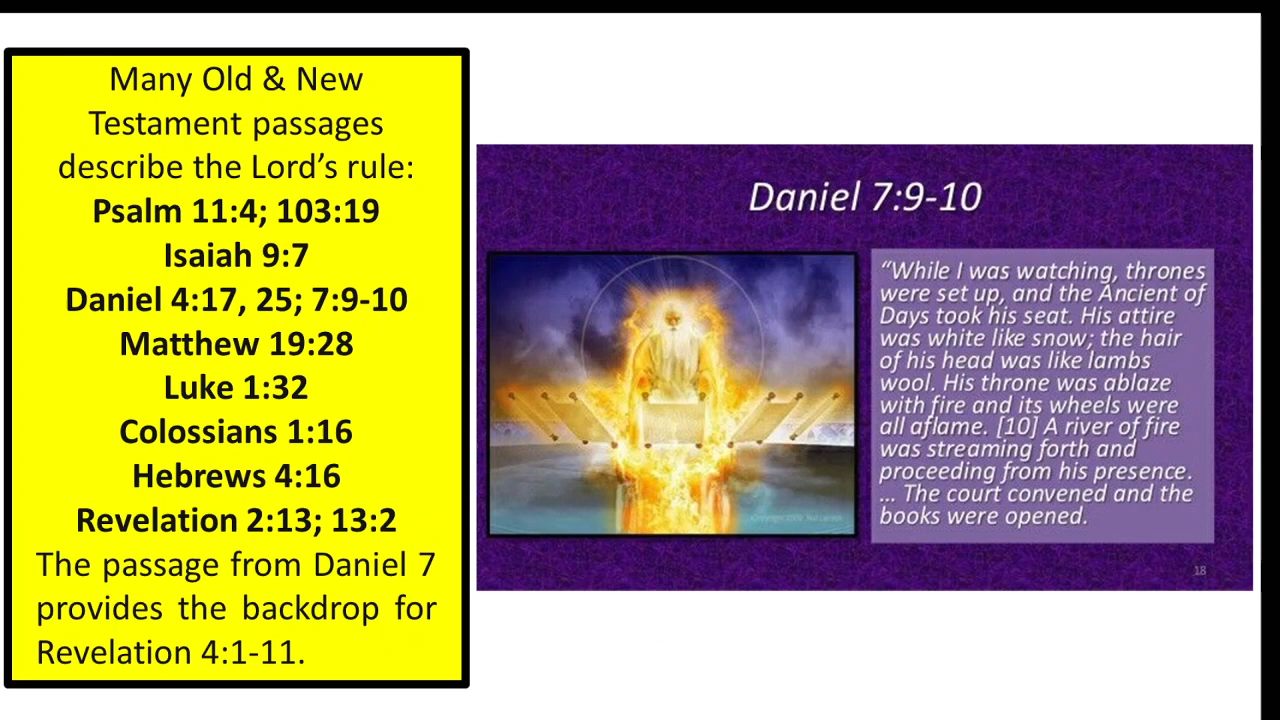 Many Old & New
Testament passages
describe the Lord’s rule:
Psalm 11:4; 103:19
Isaiah 9:7
Daniel 4:17, 25; 7:9-10
Matthew 19:28
Luke 1:32
Colossians 1:16
Hebrews 4:16
Revelation 2:13; 13:2
The passage from Daniel 7
provides the backdrop for
Revelation 4:1-11.
Daniel 7:9-10
“While I was watching, thrones
were set up, and the Ancient of
Days took his seat. His attire
was white like snow; the hair
of his head was like lambs
wool. His throne was ablaze
with fire and its wheels were
all aflame. [10] A river of fire
was streaming forth and
proceeding from his presence.
… The court convened and the
books were opened.
18